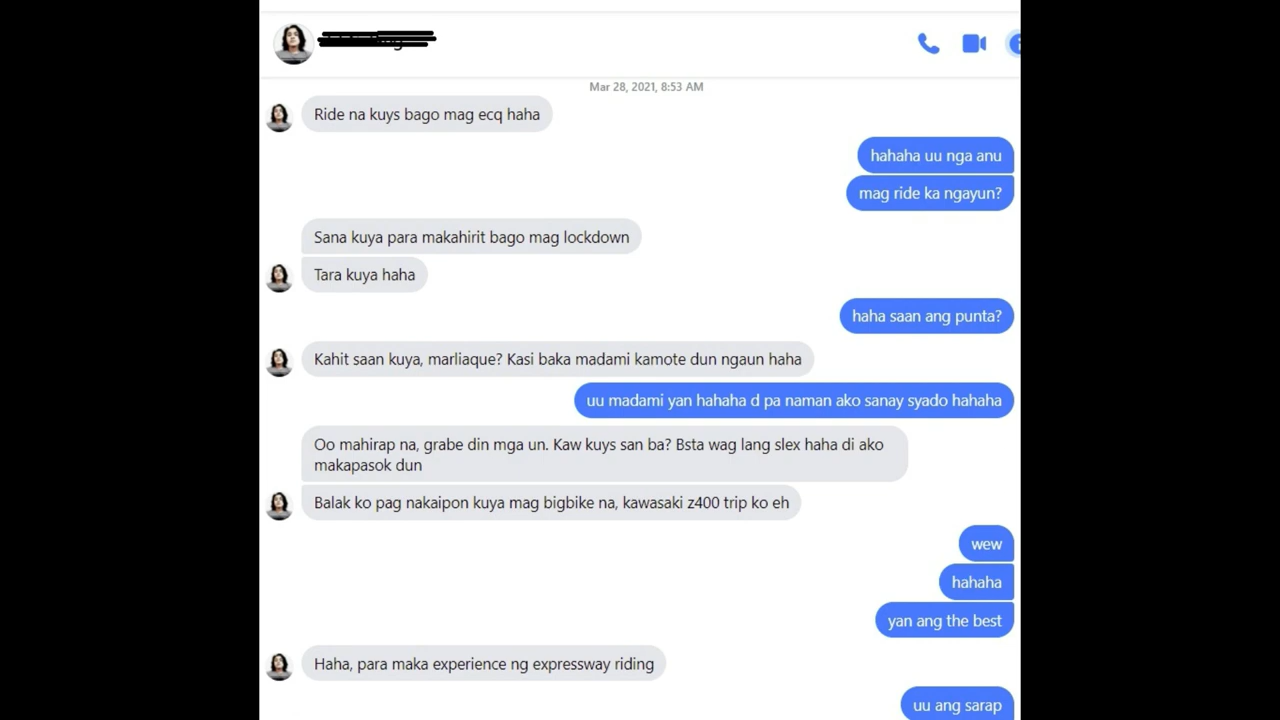 Mar 28, 2021, 8:53 AM
Ride na kuys bago mag ecq haha
hahaha uu nga anu
mag ride ka ngayun?
Sana kuya para makahirit bago mag lockdown
Tara kuya haha
haha saan ang punta?
Kahit saan kuya, marliaque? Kasi baka madami kamote dun ngaun haha
uu madami yan hahaha d pa naman ako sanay syado hahaha
Oo mahirap na, grabe din mga un. Kaw kuys san ba? Bsta wag lang slex haha di ako
makapasok dun
Balak ko pag nakaipon kuya mag bigbike na, kawasaki z400 trip ko eh
wew
hahaha
yan ang the best
Haha, para maka experience ng expressway riding
uu ang sarap